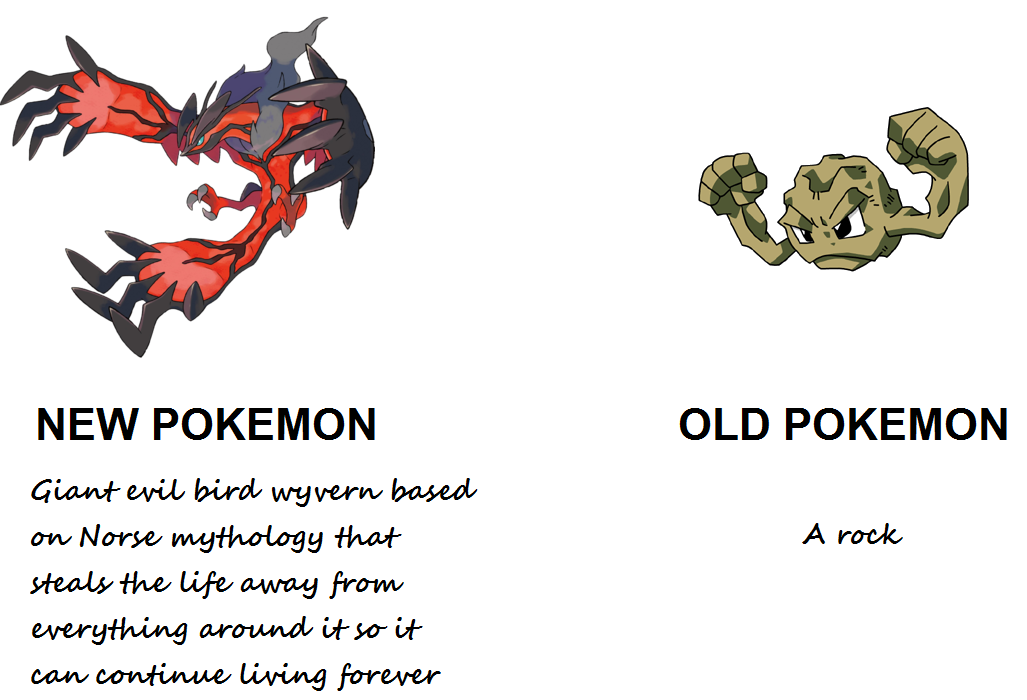 NEW POKEMON
Giant evil bird wyvern based
on Norse mythology that
steals the life away from
everything around it so it
can continue living forever
OLD POKEMON
A rock